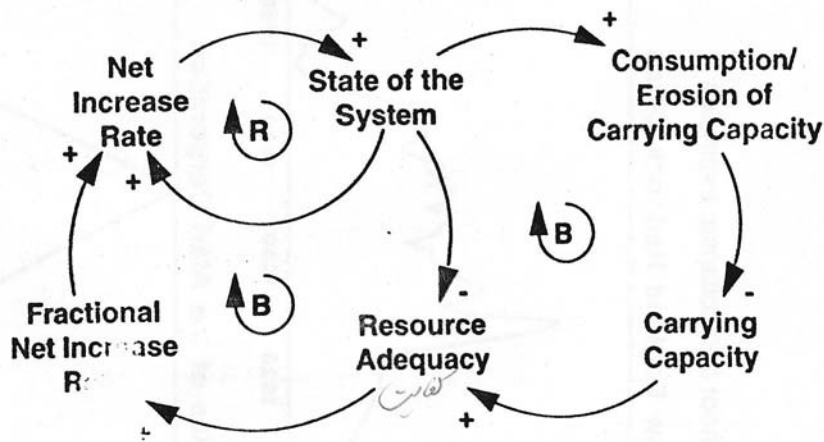 Net
Increase
Rate
State of the
System
Consumption/
Erosion of
Carrying Capacity
+
+
+
+
R
B
B
Fractional
Net Increase
-
Resource
Adequacy
کفایت
-
Carrying
Capacity
+
+